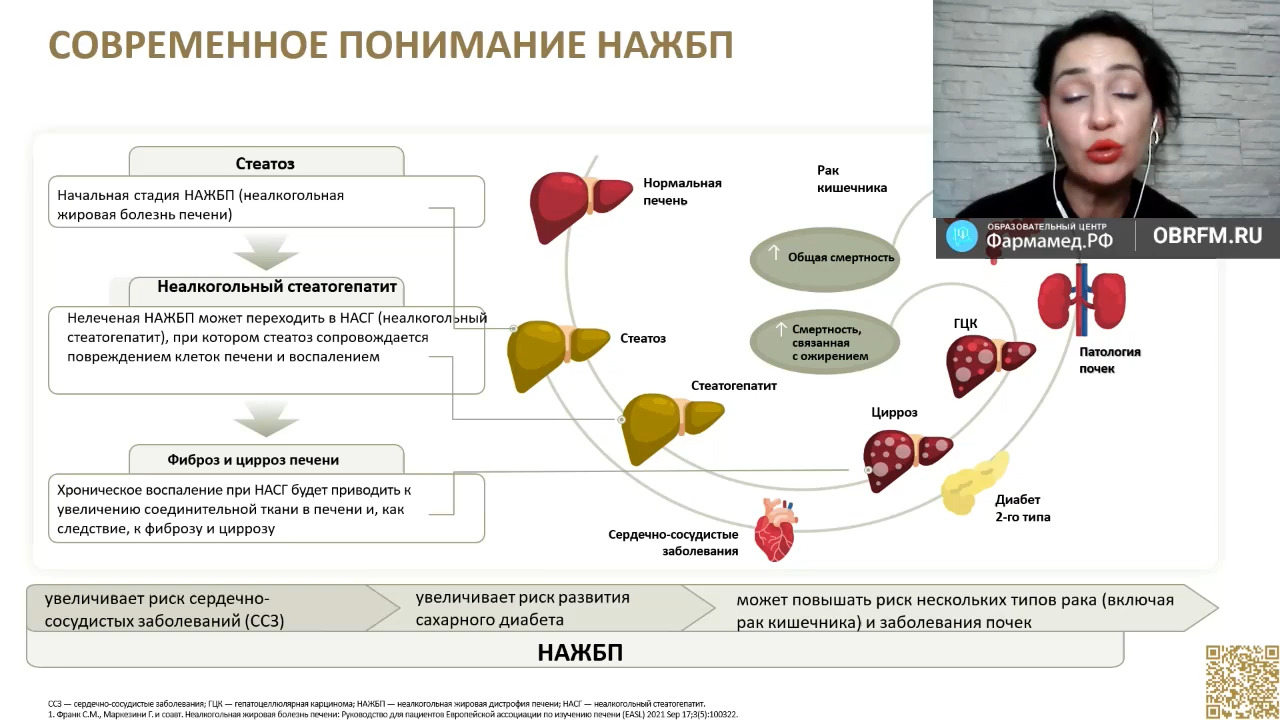 СОВРЕМЕННОЕ ПОНИМАНИЕ НАЖБП
Стеатоз
Начальная стадия НАЖБП (неалкогольная
жировая болезнь печени)
Неалкогольный стеатогепатит
Нелеченая НАЖБП может переходить в НАСГ (неалкогольный
стеатогепатит), при котором стеатоз сопровождается
повреждением клеток печени и воспалением
Фиброз и цирроз печени
Хроническое воспаление при НАСГ будет приводить к
увеличению соединительной ткани в печени и, как
следствие, к фиброзу и циррозу
Нормальная
печень
Рак
кишечника
↑ Общая смертность
↑ Смертность,
связанная
с ожирением
Стеатоз
Стеатогепатит
ГЦК
Цирроз
Патология
почек
Диабет
2-го типа
Сердечно-сосудистые
заболевания
ОБРАЗОВАТЕЛЬНЫЙ ЦЕНТР
Фармамед.РФ
OBRFM.RU
увеличивает риск сердечно-
сосудистых заболеваний (ССЗ)
увеличивает риск развития
сахарного диабета
может повышать риск нескольких типов рака (включая
рак кишечника) и заболевания почек
НАЖБП
ССЗ — сердечно-сосудистые заболевания; ГЦК — гепатоцеллюлярная карцинома; НАЖБП — неалкогольная жировая дистрофия печени; НАСГ — неалкогольный стеатогепатит.
1. Франк С.М., Маркезини Г. и соавт. Неалкогольная жировая болезнь печени: Руководство для пациентов Европейской ассоциации по изучению печени (EASL) 2021 Sep 17;3(5):100322.